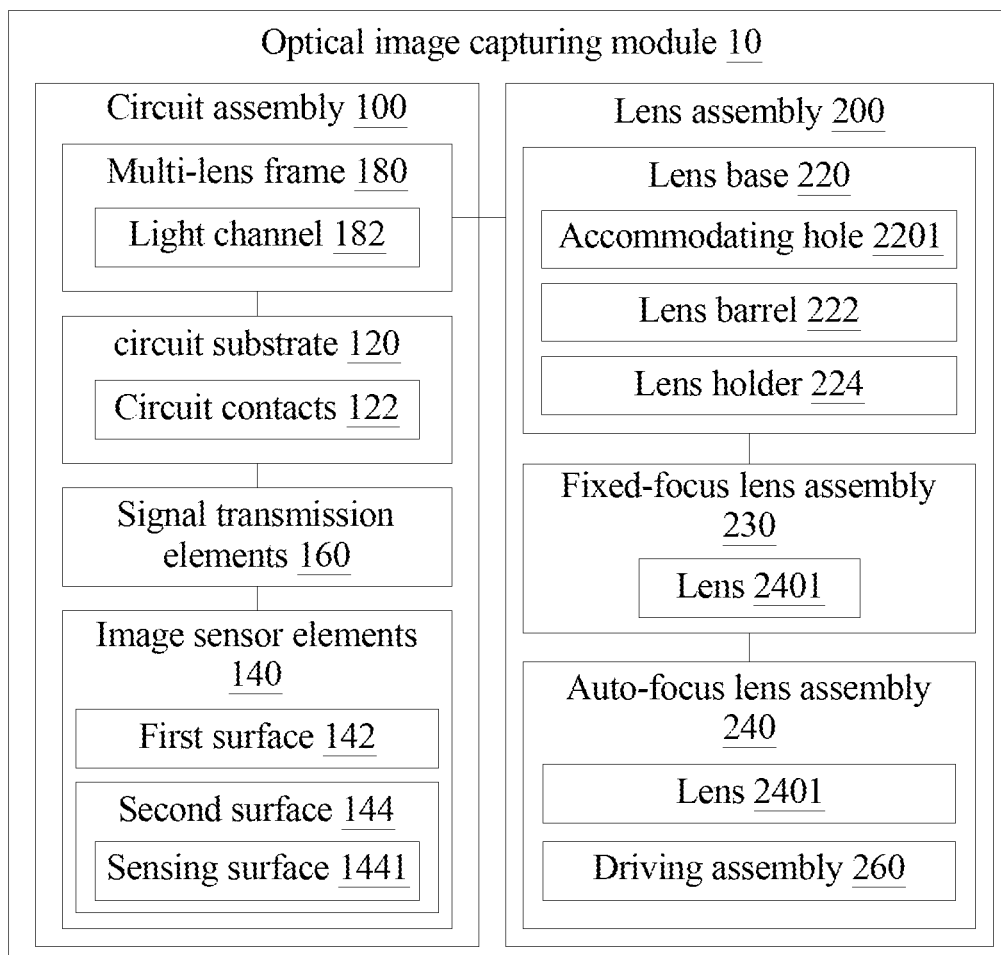 Optical image capturing module 10
Circuit assembly 100
Multi-lens frame 180
Light channel 182
circuit substrate 120
Circuit contacts 122
Signal transmission
elements 160
Image sensor elements
140
First surface 142
Second surface 144
Sensing surface 1441
Lens assembly 200
Lens base 220
Accommodating hole 2201
Lens barrel 222
Lens holder 224
Fixed-focus lens assembly
230
Lens 2401
Auto-focus lens assembly
240
Lens 2401
Driving assembly 260